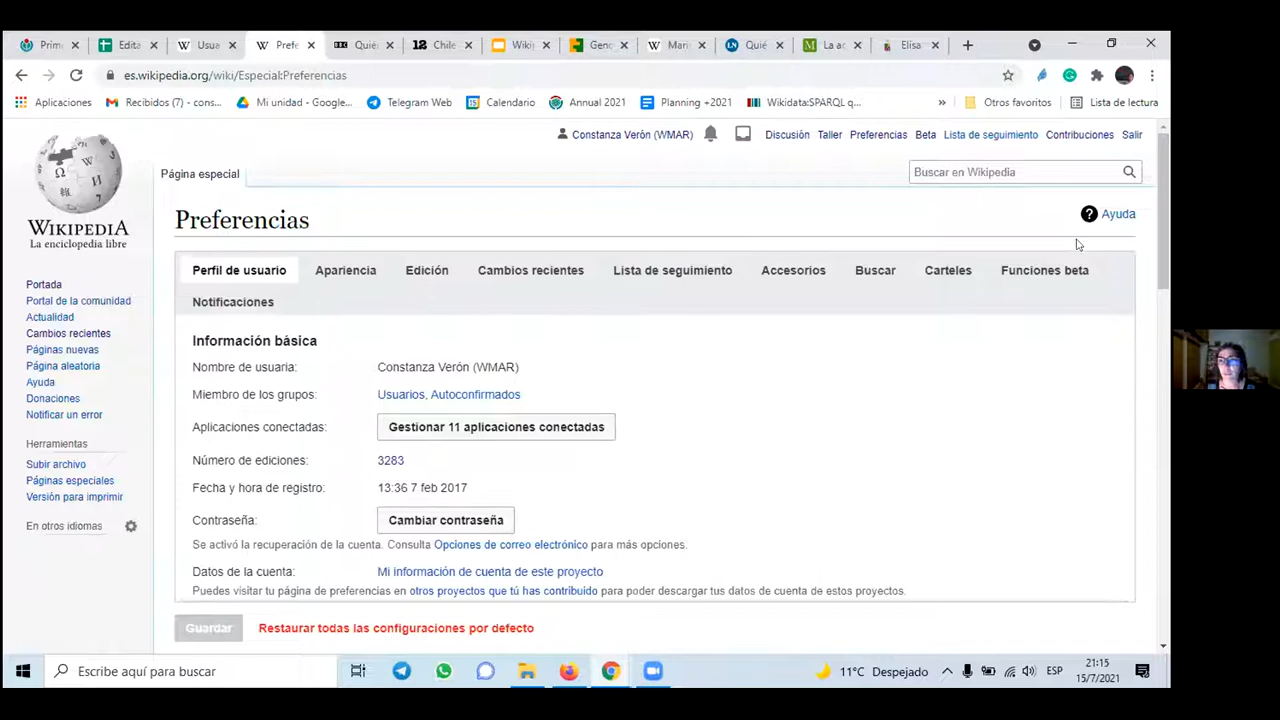 Prim
Edita
Usua
Prefe
Quié
Chile
Wikip
Geno
Mari
Quié
La ac
Elisa
es.wikipedia.org/wiki/Especial:Preferencias
Aplicaciones
Recibidos (7) - cons...
Mi unidad - Google...
Telegram Web
Calendario
Annual 2021
Planning +2021
Wikidata:SPARQL q...
»
Otros favoritos
Lista de lectura
Constanza Verón (WMAR)
Discusión
Taller
Preferencias
Beta
Lista de seguimiento
Contribuciones
Salir
Página especial
Buscar en Wikipedia
WIKIPEDIA
La enciclopedia libre
Preferencias
Ayuda
Portada
Portal de la comunidad
Actualidad
Cambios recientes
Páginas nuevas
Página aleatoria
Ayuda
Donaciones
Notificar un error
Herramientas
Subir archivo
Páginas especiales
Versión para imprimir
En otros idiomas
Perfil de usuario
Apariencia
Edición
Cambios recientes
Lista de seguimiento
Accesorios
Buscar
Carteles
Funciones beta
Notificaciones
Información básica
Nombre de usuario: Constanza Verón (WMAR)
Miembro de los grupos: Usuarios, Autoconfirmados
Aplicaciones conectadas: Gestionar 11 aplicaciones conectadas
Número de ediciones: 3283
Fecha y hora de registro: 13:36 7 feb 2017
Contraseña: Cambiar contraseña
Se activó la recuperación de la cuenta. Consulta Opciones de correo electrónico para más opciones.
Datos de la cuenta: Mi información de cuenta de este proyecto
Puedes visitar tu página de preferencias en otros proyectos que tú has contribuido para poder descargar tus datos de cuenta de estos proyectos.
Guardar
Restaurar todas las configuraciones por defecto
Escribe aquí para buscar
11°C Despejado
ESP
21:15
15/7/2021